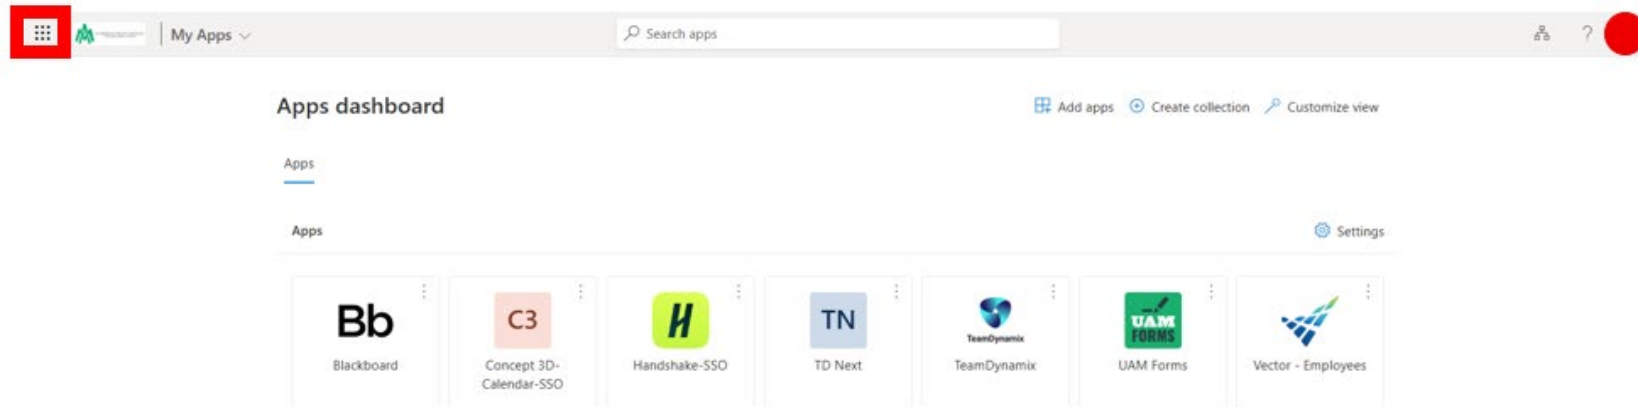 My Apps
Search apps
?
Apps dashboard
Add apps
Create collection
Customize view
Apps
Apps
Settings
Bb
C3
H
TN
TeamDynamix
UAM
FORMS
Blackboard
Concept 3D-
Calendar-SSO
Handshake-SSO
TD Next
TeamDynamix
UAM Forms
Vector - Employees